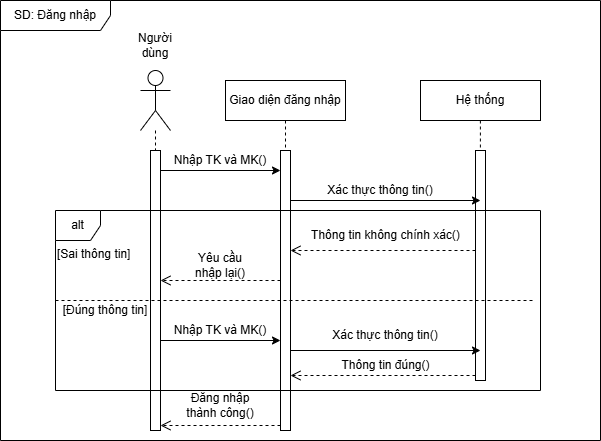 SD: Đăng nhập
Người
dùng
Giao diện đăng nhập
Hệ thống
Nhập TK và MK()
Xác thực thông tin()
alt
Thông tin không chính xác()
[Sai thông tin]
Yêu cầu
nhập lại()
[Đúng thông tin]
Nhập TK và MK()
Xác thực thông tin()
Thông tin đúng()
Đăng nhập
thành công()